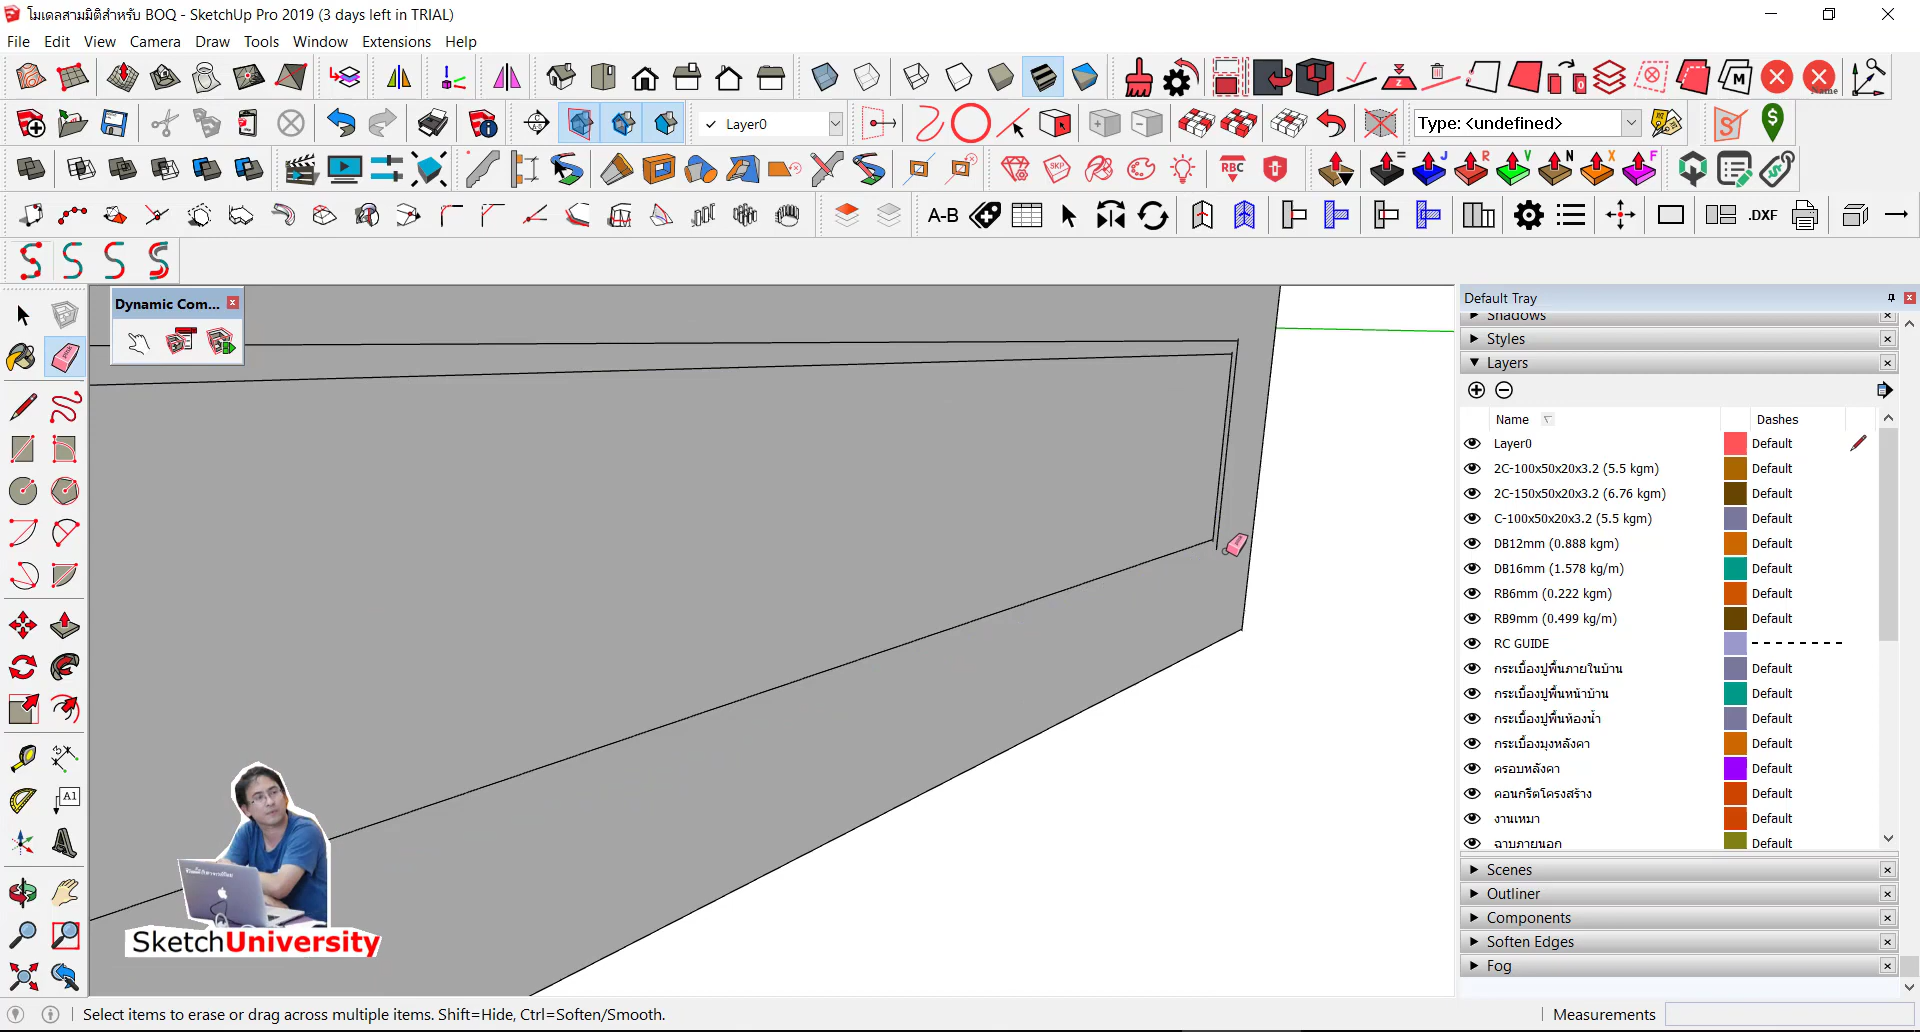 โมเดลสามมิติสำหรับ BOQ - SketchUp Pro 2019 (3 days left in TRIAL)
File Edit View Camera Draw Tools Window Extensions Help
Layer0
Type: <undefined>
A-B
.DXF
Dynamic Com...
Default Tray
Shadows
Styles
Layers
Name Dashes
Layer0 Default
2C-100x50x20x3.2 (5.5 kgm) Default
2C-150x50x20x3.2 (6.76 kgm) Default
C-100x50x20x3.2 (5.5 kgm) Default
DB12mm (0.888 kgm) Default
DB16mm (1.578 kg/m) Default
RB6mm (0.222 kgm) Default
RB9mm (0.499 kg/m) Default
RC GUIDE
กระเบื้องปูพื้นภายในบ้าน Default
กระเบื้องปูพื้นหน้าบ้าน Default
กระเบื้องปูพื้นห้องน้ำ Default
กระเบื้องมุงหลังคา Default
ครอบหลังคา Default
คอนกรีตโครงสร้าง Default
งานเหมา Default
ฉาบภายนอก Default
Scenes
Outliner
Components
Soften Edges
Fog
SketchUniversity
Select items to erase or drag across multiple items. Shift=Hide, Ctrl=Soften/Smooth.
Measurements